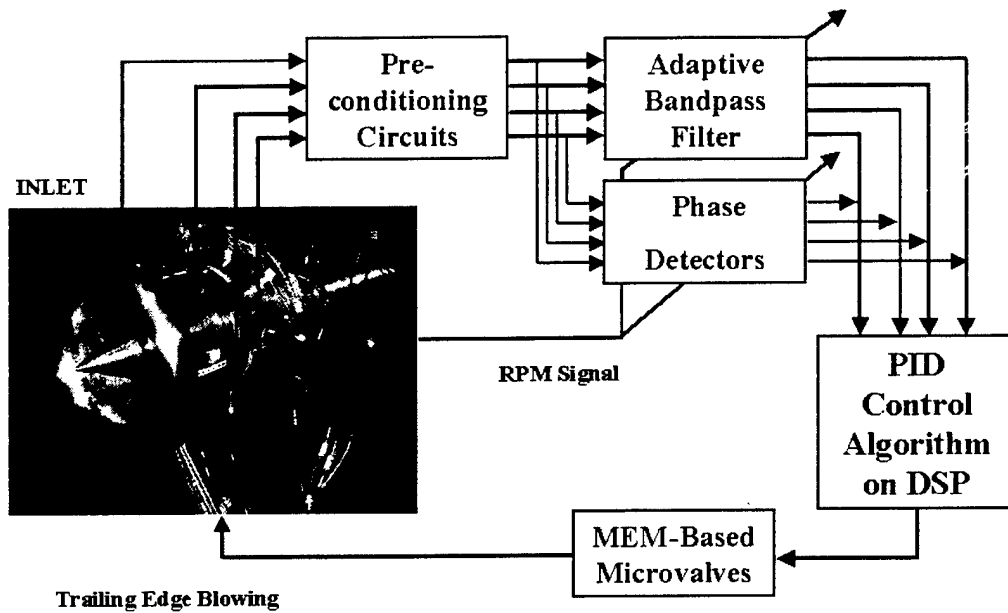 Pre-
conditioning
Circuits
Adaptive
Bandpass
Filter
INLET
Phase
Detectors
RPM Signal
PID
Control
Algorithm
on DSP
MEM-Based
Microvalves
Trailing Edge Blowing